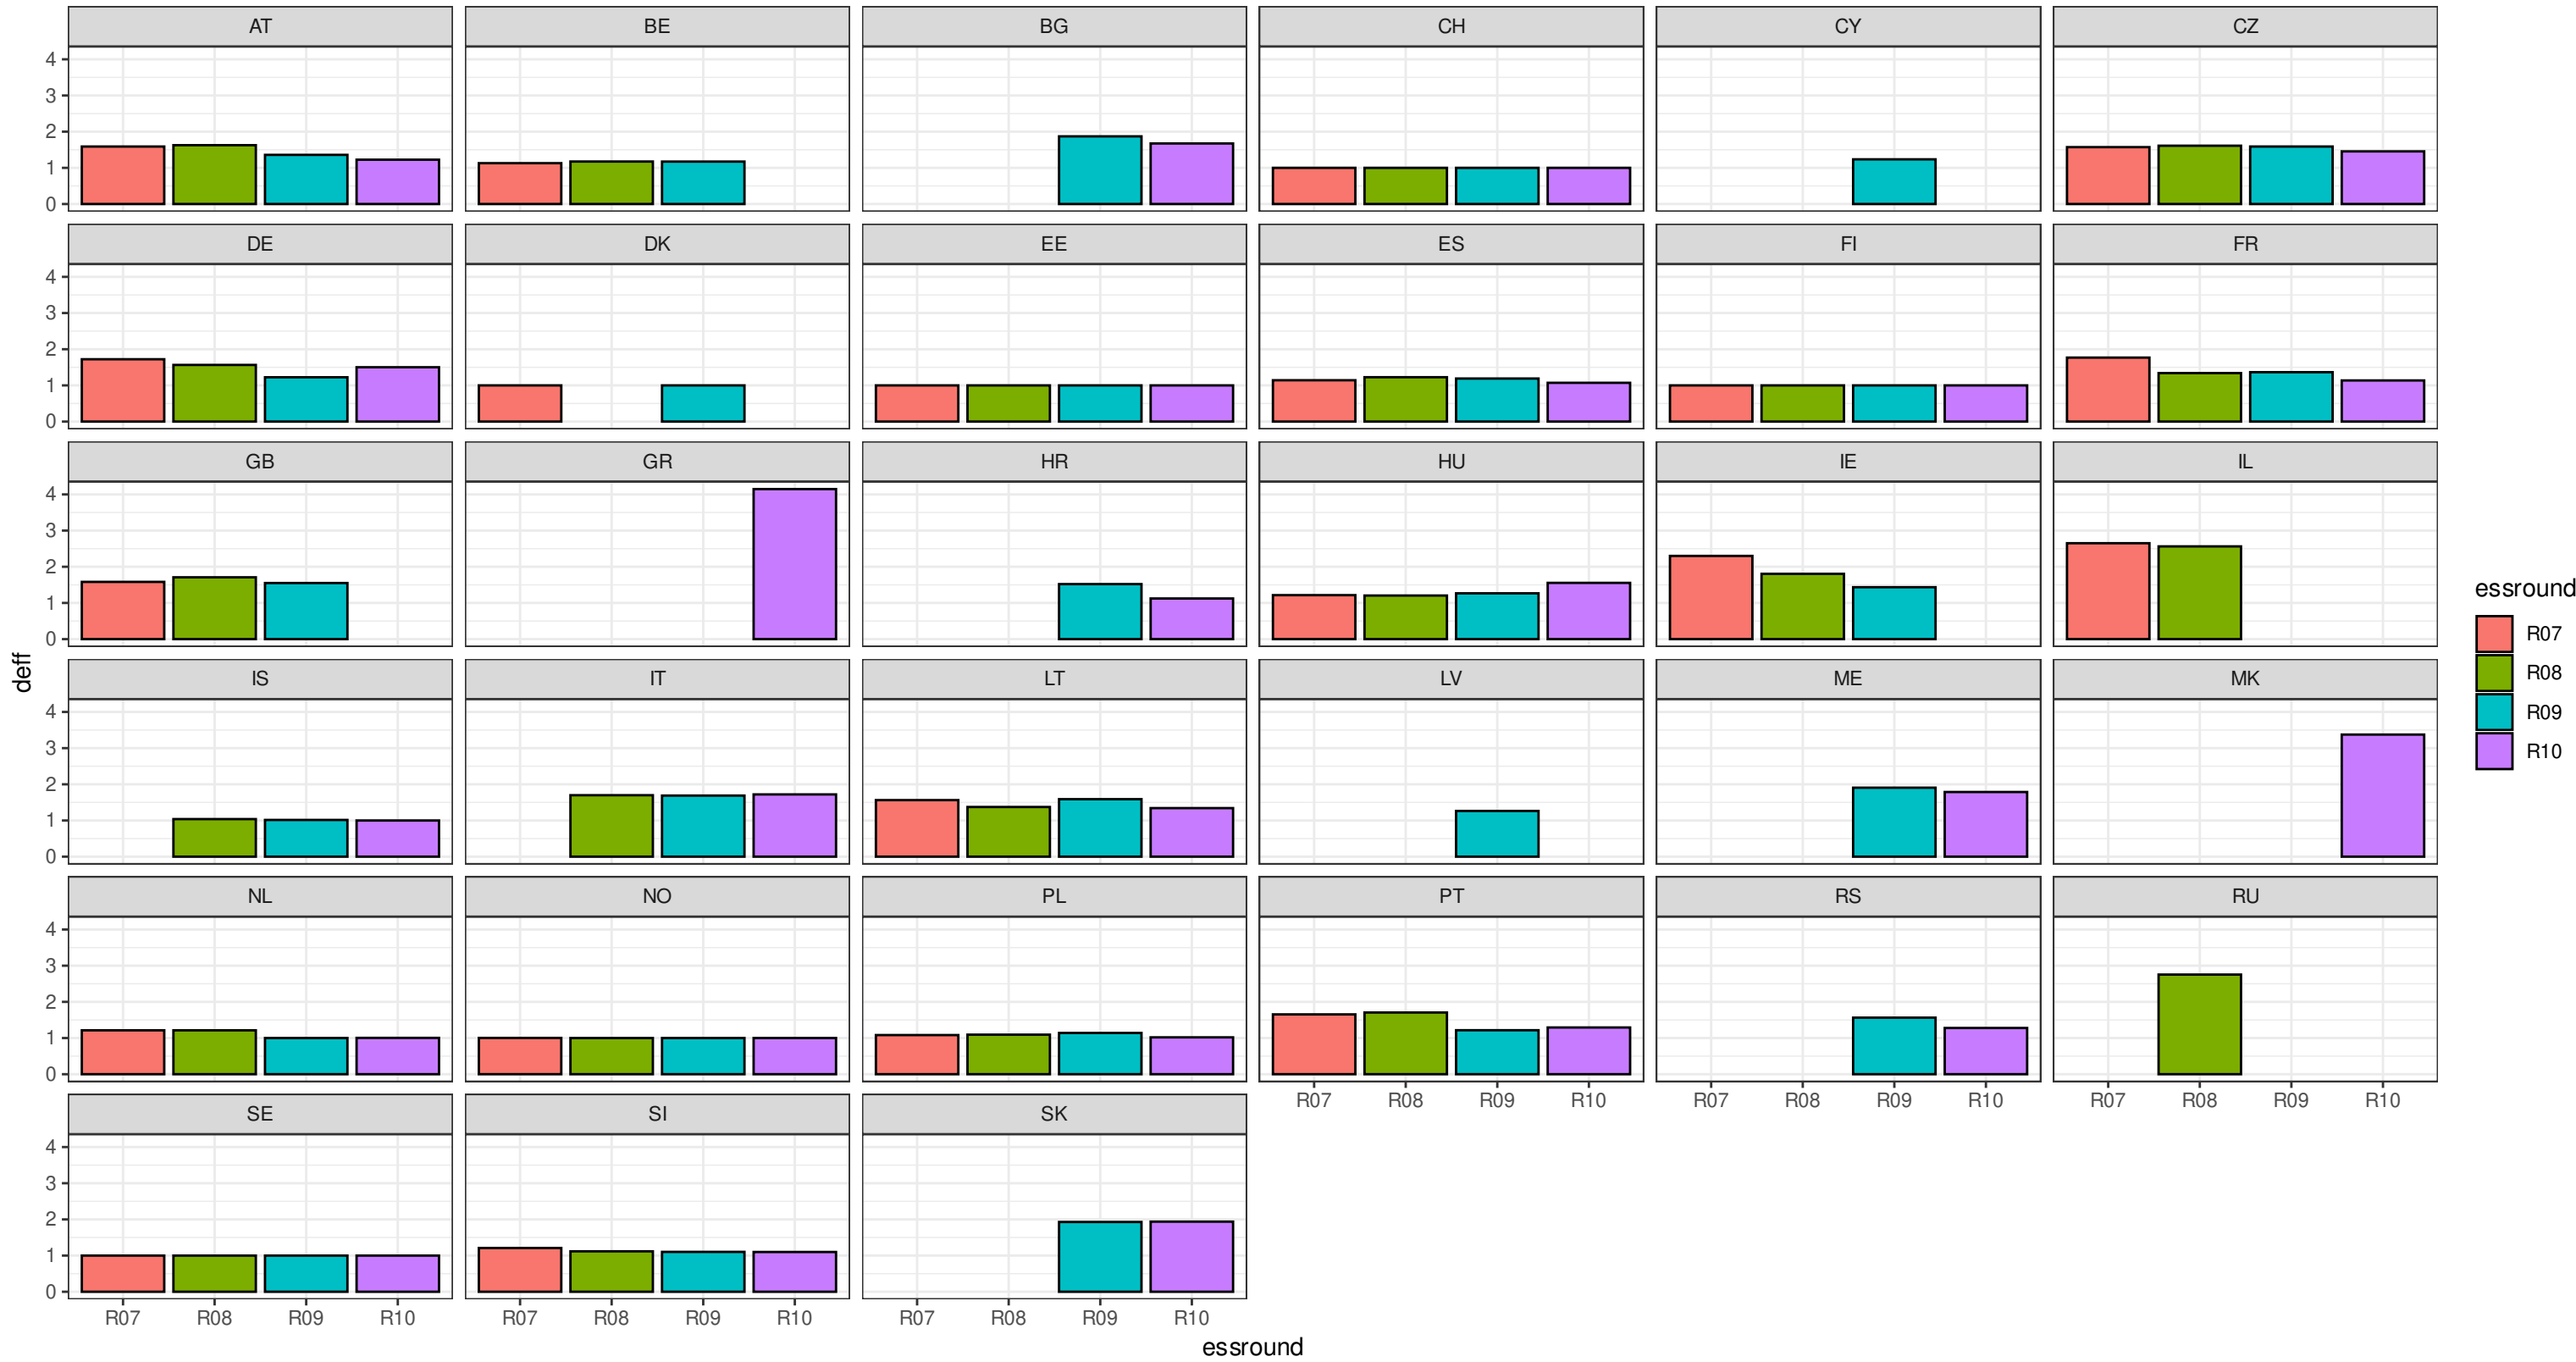 AT BE BG CH CY CZ
4
3
2
1
0
DE DK EE ES FI FR
4
3
2
1
0
GB GR HR HU IE IL
4
3
2
1
0
IS IT LT LV ME MK
4
3
2
1
0
NL NO PL PT RS RU
4
3
2
1
0
R07 R08 R09 R10 R07 R08 R09 R10 R07 R08 R09 R10
SE SI SK
4
3
2
1
0
R07 R08 R09 R10 R07 R08 R09 R10 R07 R08 R09 R10
essround
deff
essround
R07
R08
R09
R10